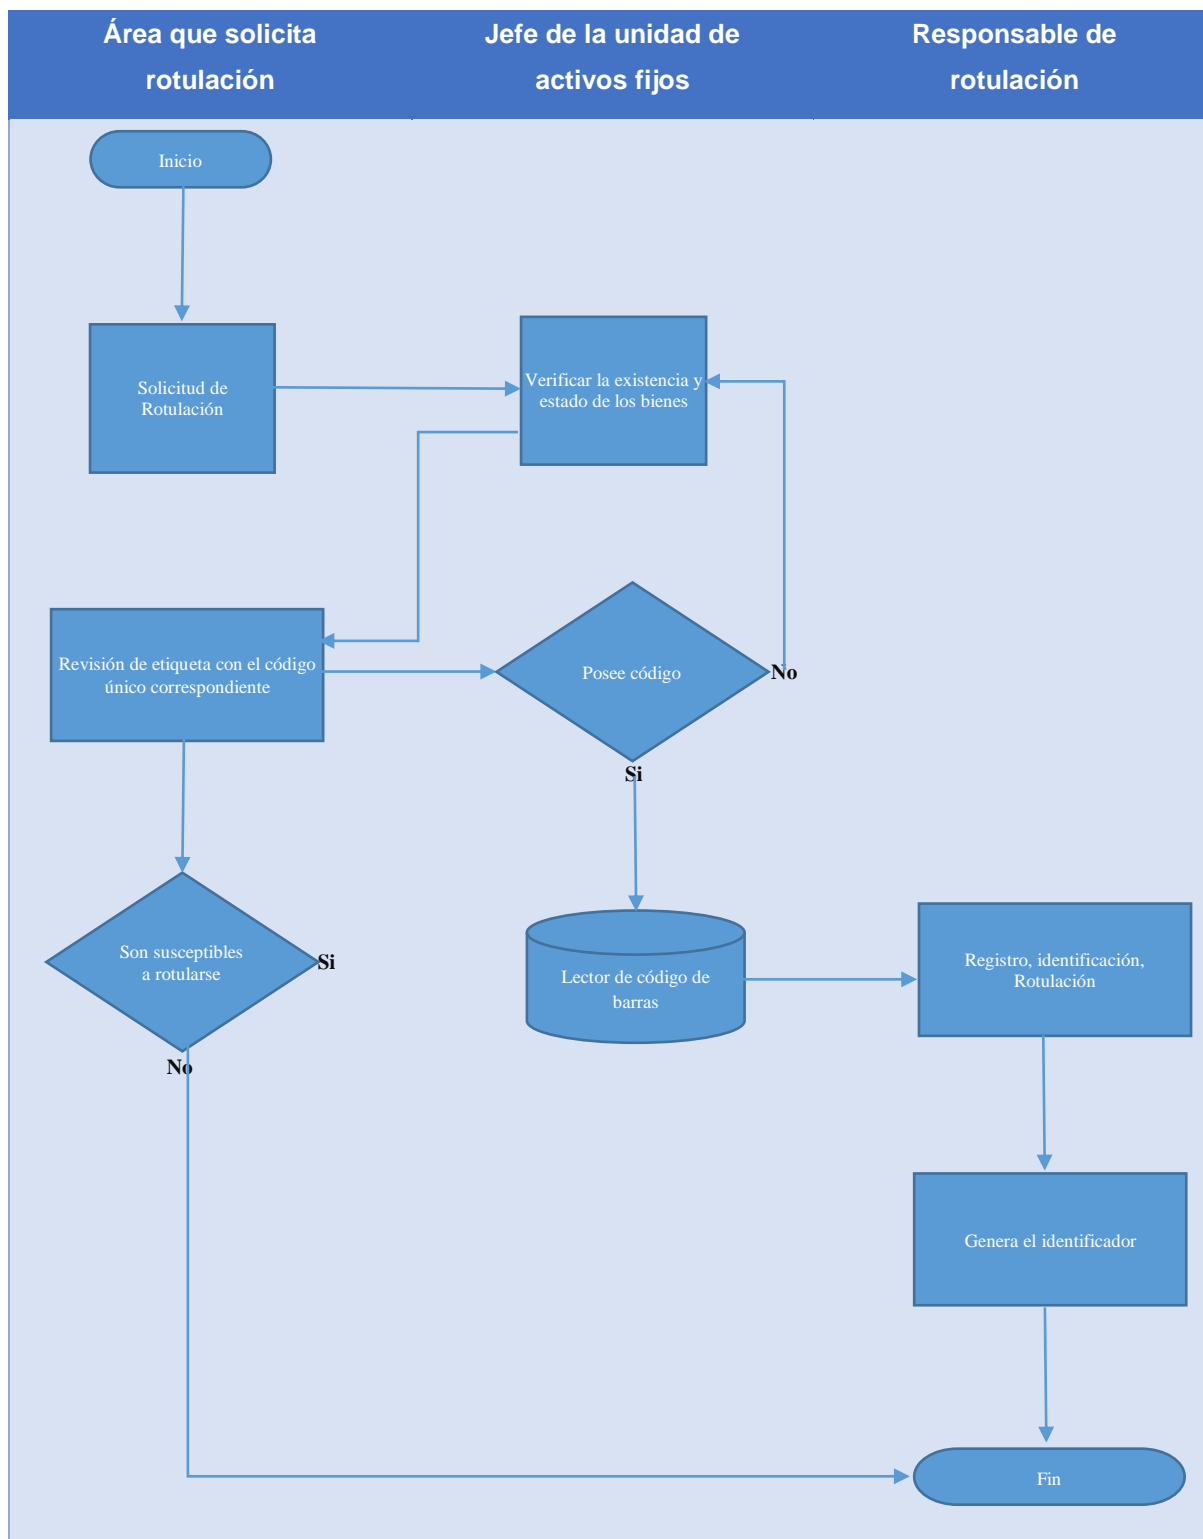 Área que solicita
rotulación
Jefe de la unidad de
activos fijos
Responsable de
rotulación
Inicio
Solicitud de
Rotulación
Verificar la existencia y
estado de los bienes
Revisión de etiqueta con el código
único correspondiente
Posee código
No
Si
Son susceptibles
a rotularse
Si
No
Lector de código de
barras
Registro, identificación,
Rotulación
Genera el identificador
Fin